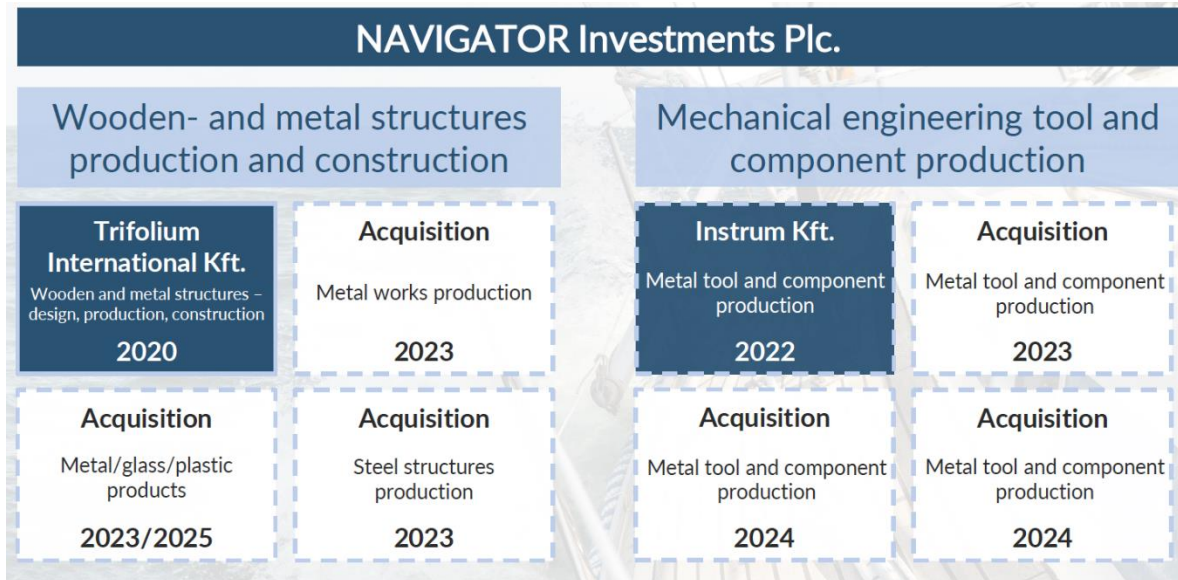 NAVIGATOR Investments Plc.
Wooden- and metal structures
production and construction
Mechanical engineering tool and
component production
Trifolium
International Kft.
Wooden and metal structures –
design, production, construction
2020
Acquisition
Metal works production
2023
Instrum Kft.
Metal tool and component
production
2022
Acquisition
Metal tool and component
production
2023
Acquisition
Metal/glass/plastic
products
2023/2025
Acquisition
Steel structures
production
2023
Acquisition
Metal tool and component
production
2024
Acquisition
Metal tool and component
production
2024